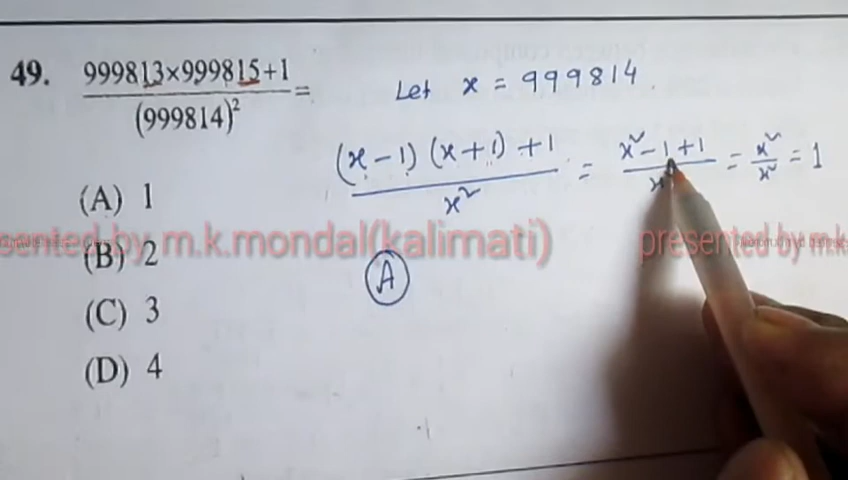 49. 999813×999815+1 =
(999814)²
Let x = 999814
(x-1) (x+1) +1 = x² -1 +1 = x² = 1
x² x² x²
(A) 1
presented by m.k.mondal(kalimati) presented by m.k.mondal
(B) 2
A
(C) 3
(D) 4